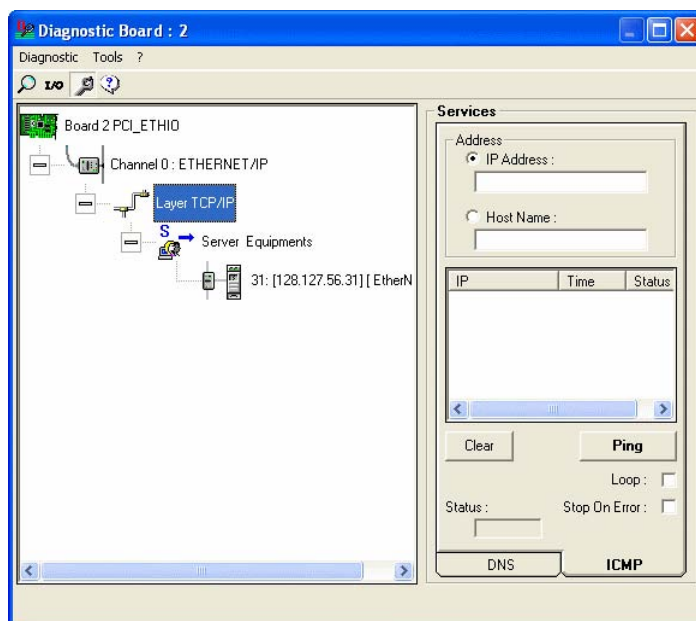 Diagnostic Board : 2
Diagnostic Tools ?
I/O
Board 2 PCI_ETHIO
Channel 0 : ETHERNET/IP
Layer TCP/IP
S
Server Equipments
31: [128.127.56.31] [ EtherN
Services
Address
IP Address :
Host Name :
IP Time Status
Clear Ping
Loop :
Status : Stop On Error :
DNS ICMP